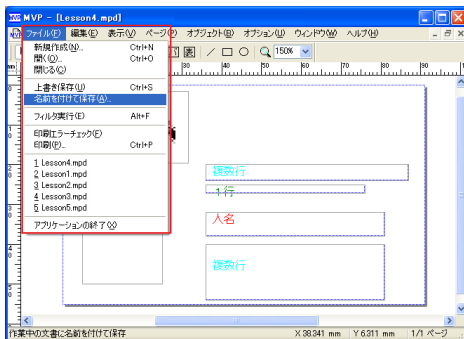 MVP - [Lesson4.mpd]
ファイル(F) 編集(E) 表示(V) ページ(P) オブジェクト(B) オプション(U) ウィンドウ(W) ヘルプ(H)
新規作成(N)... Ctrl+N
開く(O)... Ctrl+O
閉じる(C)
上書き保存(U) Ctrl+S
名前を付けて保存(A)...
フィルタ実行(E) Alt+F
印刷エラーチェック(E)
印刷(P)... Ctrl+P
1 Lesson4.mpd
2 Lesson1.mpd
3 Lesson2.mpd
4 Lesson3.mpd
5 Lesson5.mpd
アプリケーションの終了(X)
裏 150%
30 40 50 60 70 80 90
複数行
1行
人名
複数行
作業中の文書に名前を付けて保存 X 38.341 mm Y 6.311 mm 1/1 ページ